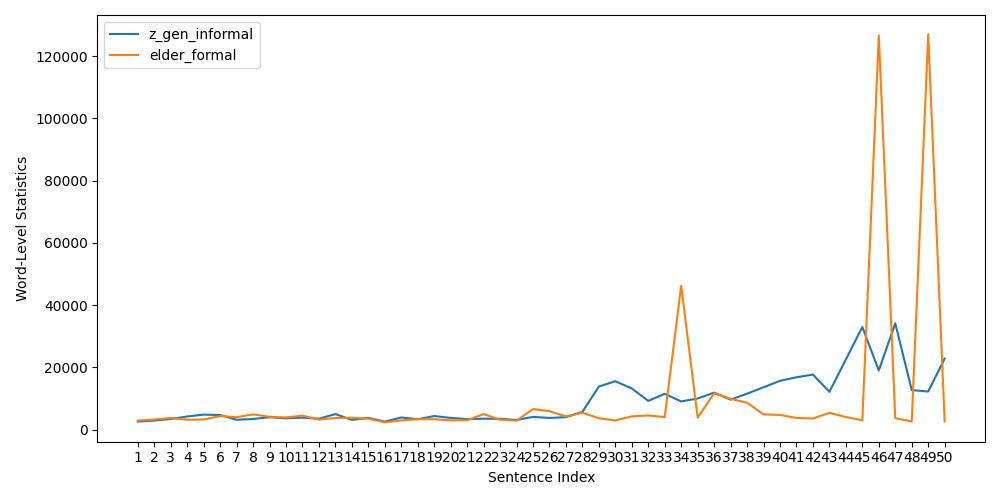 z_gen_informal
elder_formal
120000
100000
80000
60000
40000
20000
0
Word-Level Statistics
1 2 3 4 5 6 7 8 9 10 11 12 13 14 15 16 17 18 19 20 21 22 23 24 25 26 27 28 29 30 31 32 33 34 35 36 37 38 39 40 41 42 43 44 45 46 47 48 49 50
Sentence Index